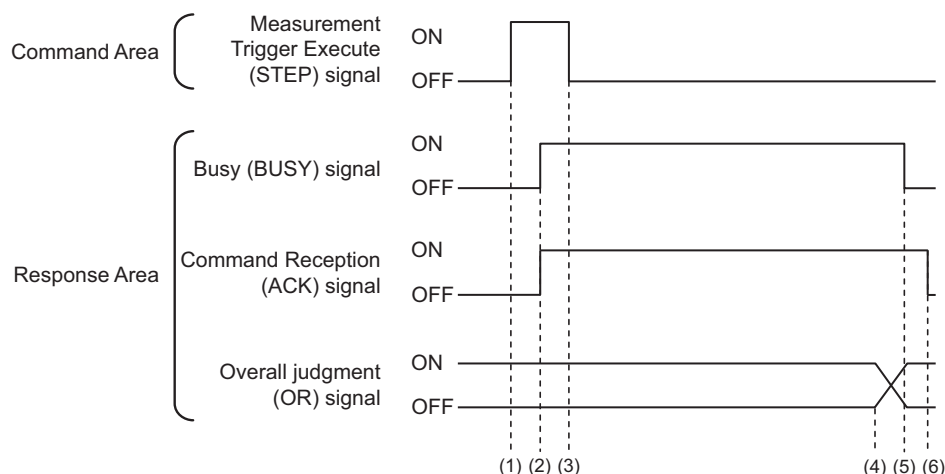 Command Area
Measurement
Trigger Execute
(STEP) signal
ON
OFF
Response Area
Busy (BUSY) signal
ON
OFF
Command Reception
(ACK) signal
ON
OFF
Overall judgment
(OR) signal
ON
OFF
(1) (2) (3) (4) (5) (6)